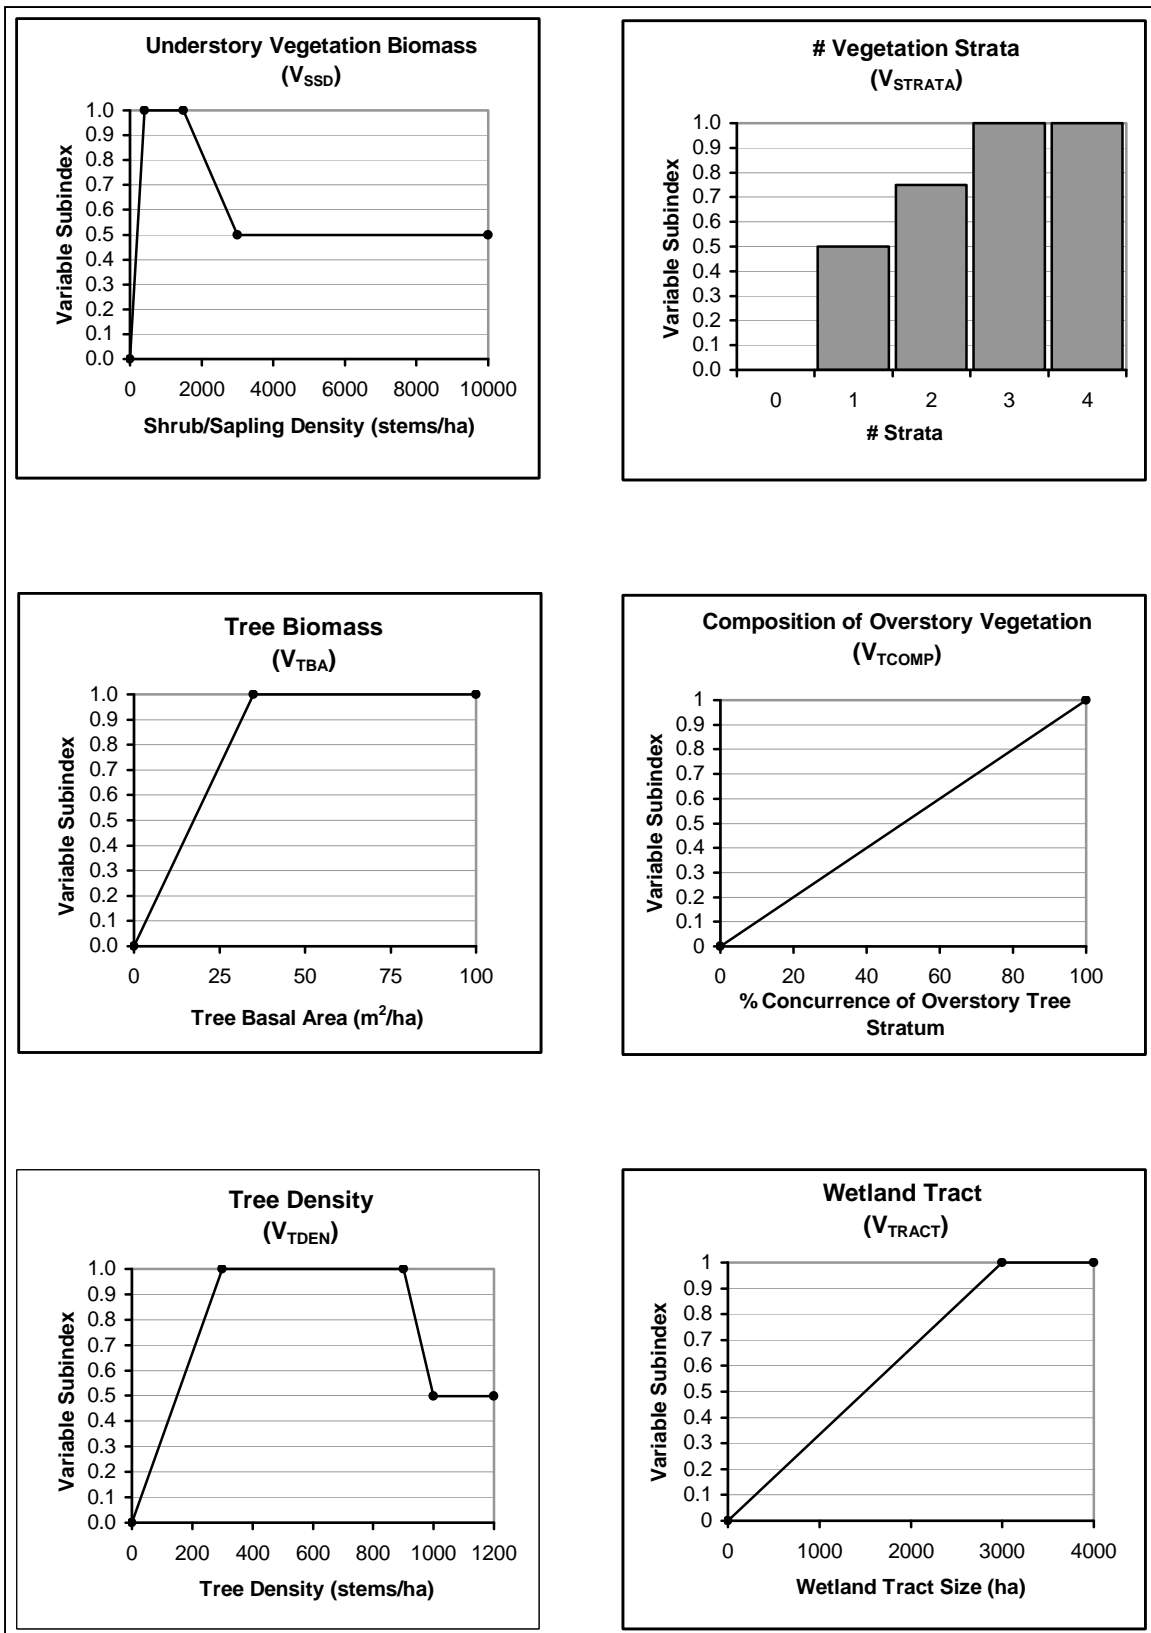 Understory Vegetation Biomass
(VSSD)
1.0
0.9
0.8
0.7
0.6
0.5
0.4
0.3
0.2
0.1
0.0
Variable Subindex
0 2000 4000 6000 8000 10000
Shrub/Sapling Density (stems/ha)
# Vegetation Strata
(VSTRATA)
1.0
0.9
0.8
0.7
0.6
0.5
0.4
0.3
0.2
0.1
0.0
Variable Subindex
0 1 2 3 4
# Strata
Tree Biomass
(VTBA)
1.0
0.9
0.8
0.7
0.6
0.5
0.4
0.3
0.2
0.1
0.0
Variable Subindex
0 25 50 75 100
Tree Basal Area (m2/ha)
Composition of Overstory Vegetation
(VTCOMP)
1
0.9
0.8
0.7
0.6
0.5
0.4
0.3
0.2
0.1
0
Variable Subindex
0 20 40 60 80 100
% Concurrence of Overstory Tree
Stratum
Tree Density
(VTDEN)
1.0
0.9
0.8
0.7
0.6
0.5
0.4
0.3
0.2
0.1
0.0
Variable Subindex
0 200 400 600 800 1000 1200
Tree Density (stems/ha)
Wetland Tract
(VTRACT)
1
0.9
0.8
0.7
0.6
0.5
0.4
0.3
0.2
0.1
0
Variable Subindex
0 1000 2000 3000 4000
Wetland Tract Size (ha)